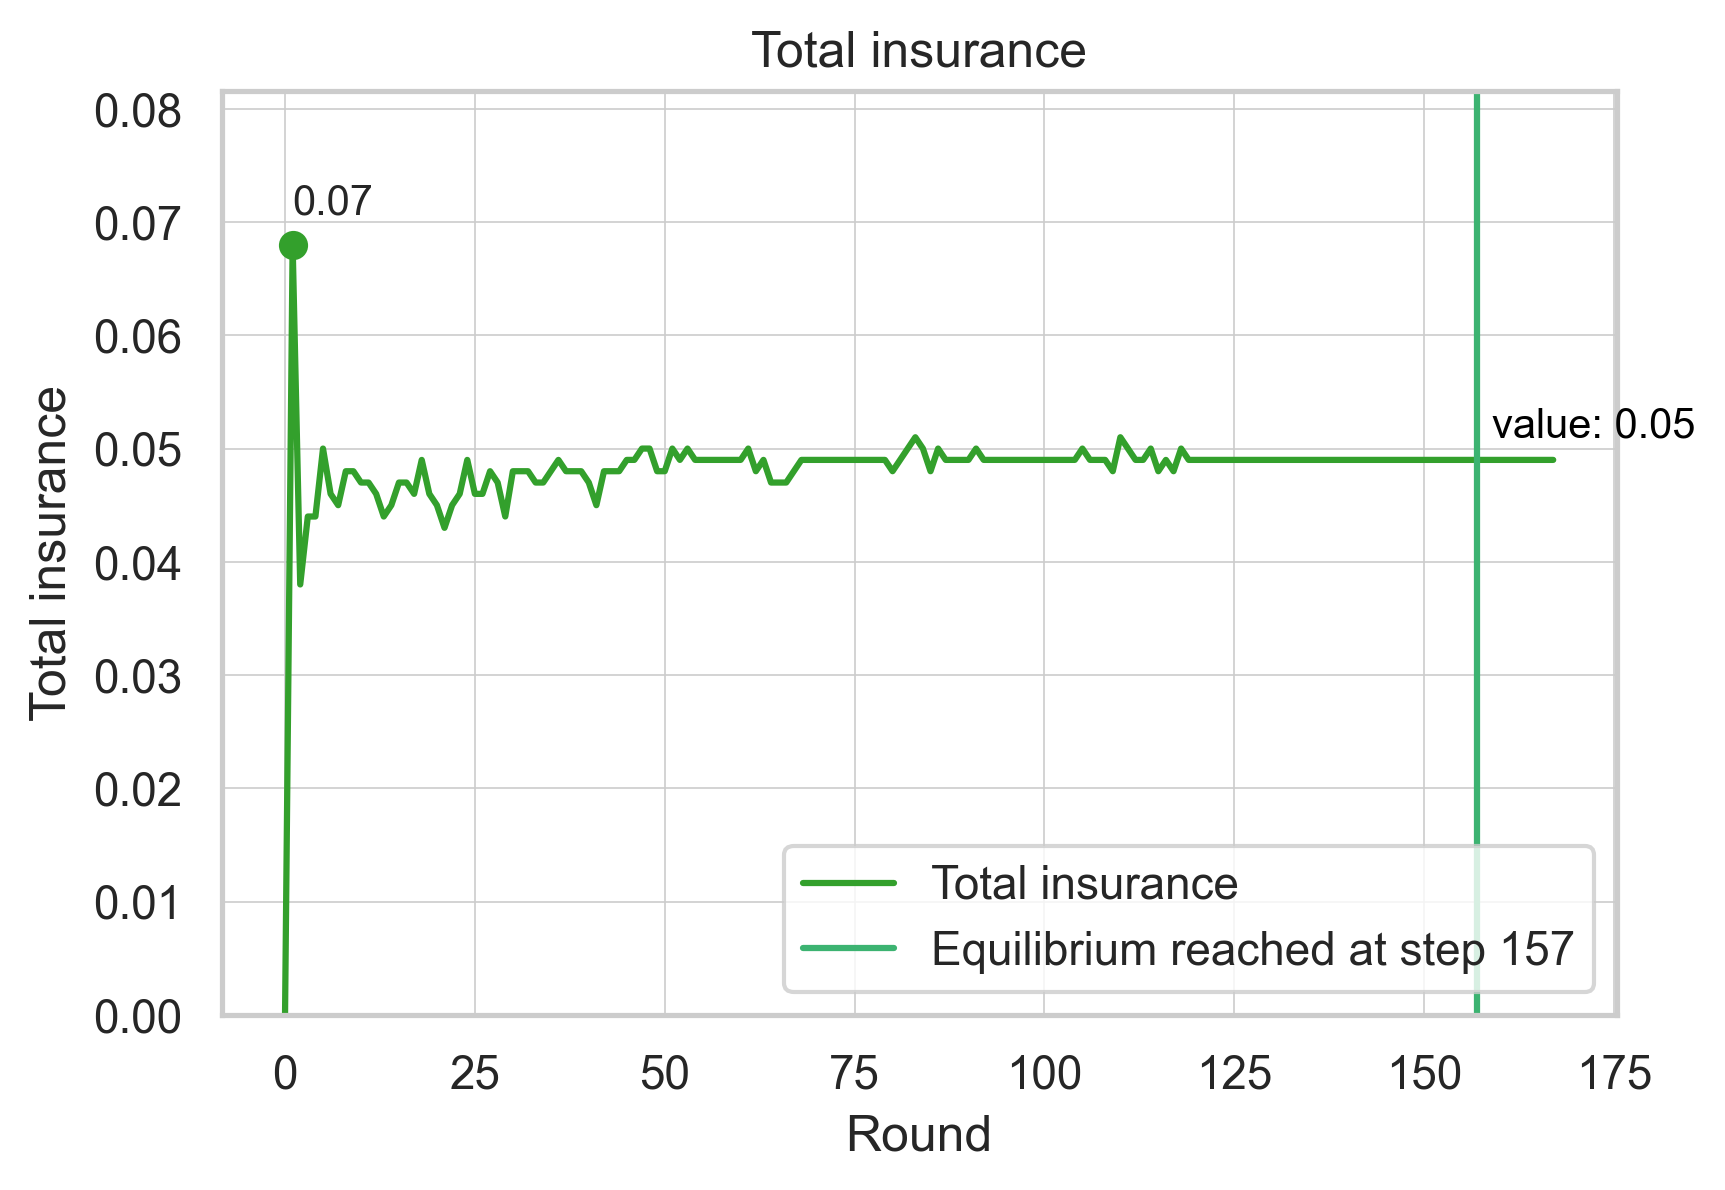 Total insurance
0.08
0.07
0.07
0.06
0.05
value: 0.05
0.04
0.03
0.02
0.01
0.00
Total insurance
Total insurance
Equilibrium reached at step 157
0 25 50 75 100 125 150 175
Round